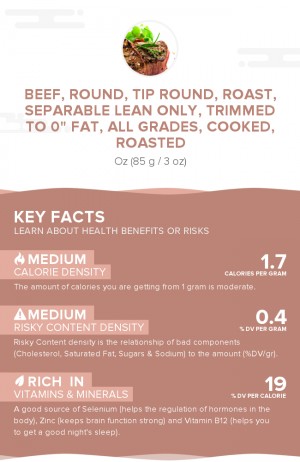 BEEF, ROUND, TIP ROUND, ROAST,
SEPARABLE LEAN ONLY, TRIMMED
TO 0" FAT, ALL GRADES, COOKED,
ROASTED
Oz (85 g / 3 oz)
KEY FACTS
LEARN ABOUT HEALTH BENEFITS OR RISKS
MEDIUM
CALORIE DENSITY
1.7
CALORIES PER GRAM
The amount of calories you are getting from 1 gram is moderate.
MEDIUM
RISKY CONTENT DENSITY
0.4
% DV PER GRAM
Risky Content density is the relationship of bad components
(Cholesterol, Saturated Fat, Sugars & Sodium) to the amount (%DV/gr).
RICH IN
VITAMINS & MINERALS
19
% DV PER CALORIE
A good source of Selenium (helps the regulation of hormones in the
body), Zinc (keeps brain function strong) and Vitamin B12 (helps you
to get a good night's sleep).